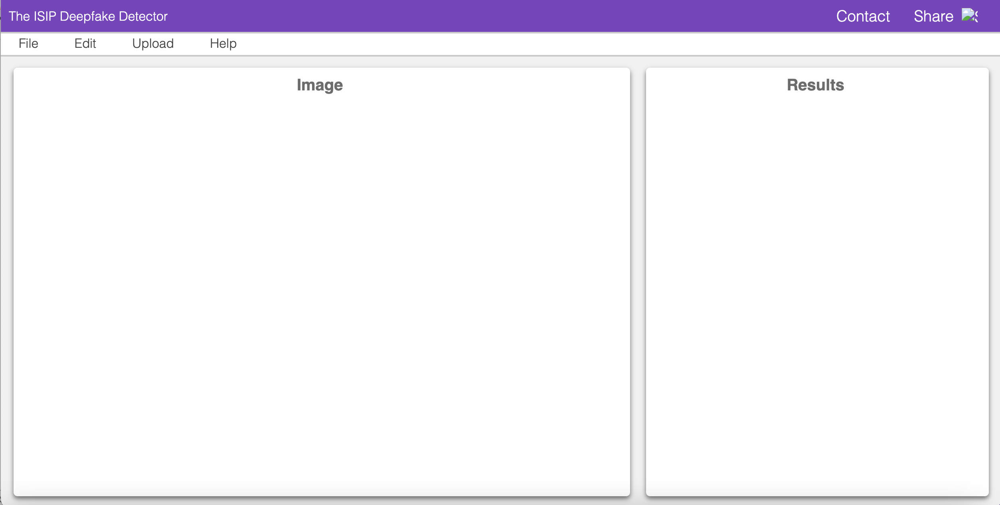 The ISIP Deepfake Detector
Contact Share
File Edit Upload Help
Image
Results